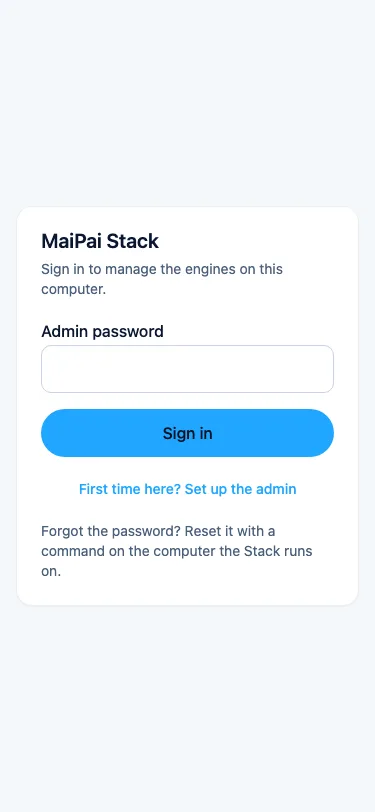 MaiPai Stack
Sign in to manage the engines on this
computer.
Admin password
Sign in
First time here? Set up the admin
Forgot the password? Reset it with a
command on the computer the Stack runs
on.